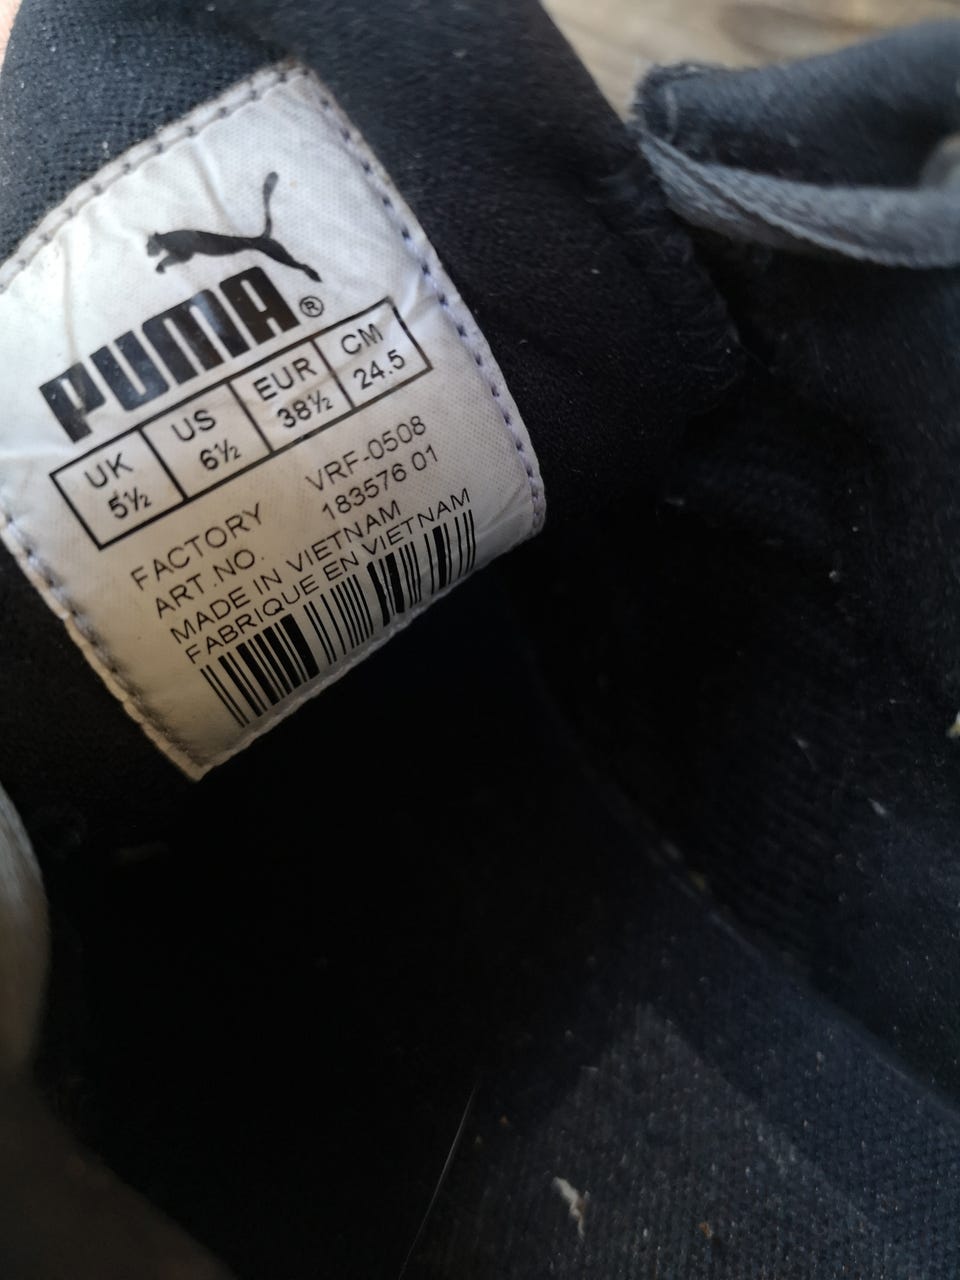 PUMA®
UK US EUR CM
5½ 6½ 38½ 24.5
FACTORY VRF-0508
ART.NO. 183576 01
MADE IN VIETNAM
FABRIQUE EN VIETNAM